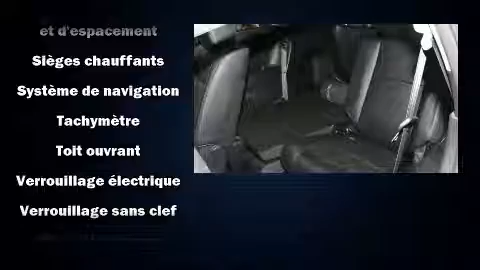 et d'espacement
Sièges chauffants
Système de navigation
Tachymètre
Toit ouvrant
Verrouillage électrique
Verrouillage sans clef